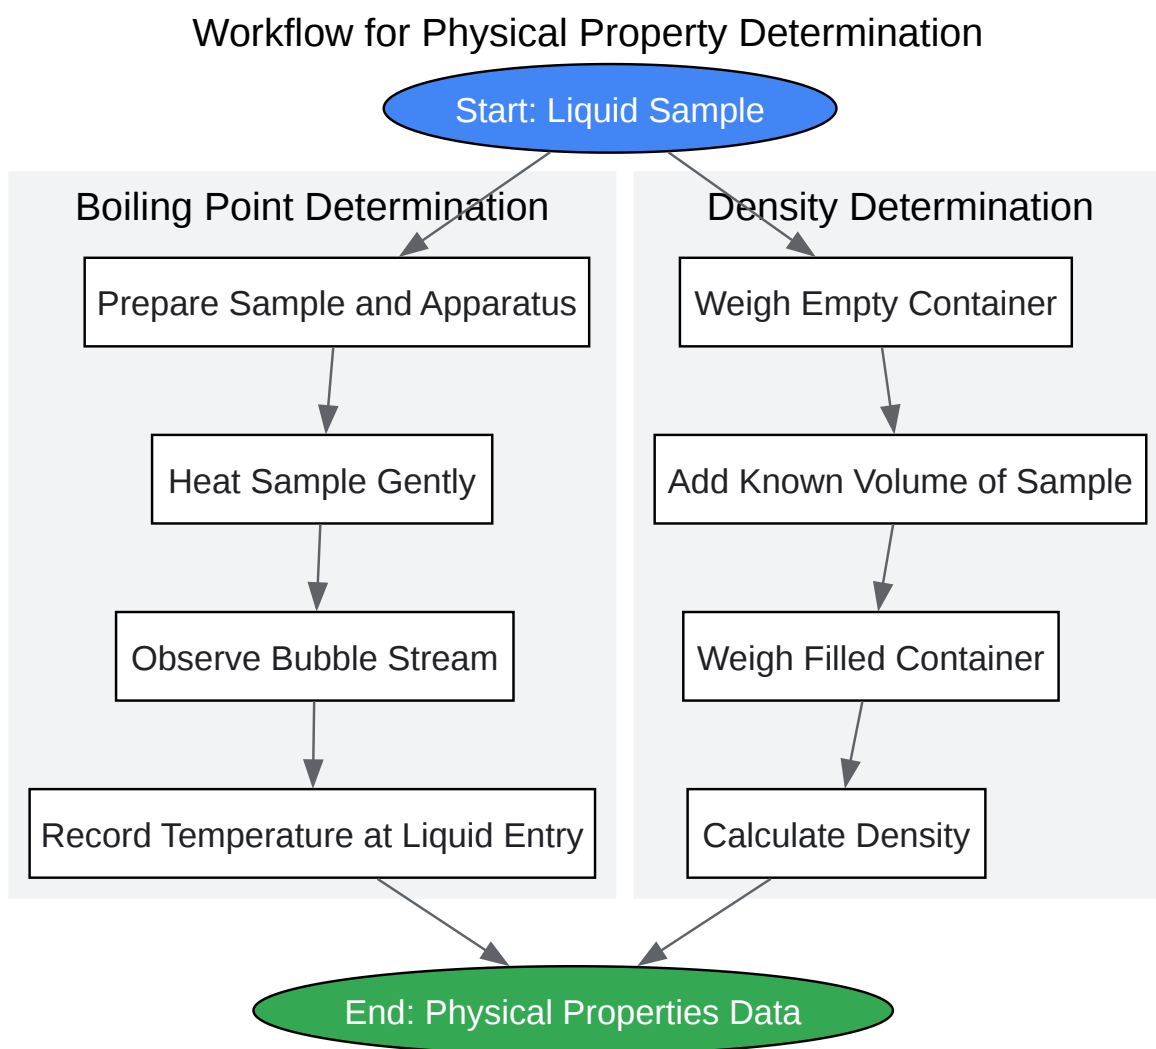 Workflow for Physical Property Determination
Start: Liquid Sample
Boiling Point Determination
Prepare Sample and Apparatus
Heat Sample Gently
Observe Bubble Stream
Record Temperature at Liquid Entry
Density Determination
Weigh Empty Container
Add Known Volume of Sample
Weigh Filled Container
Calculate Density
End: Physical Properties Data